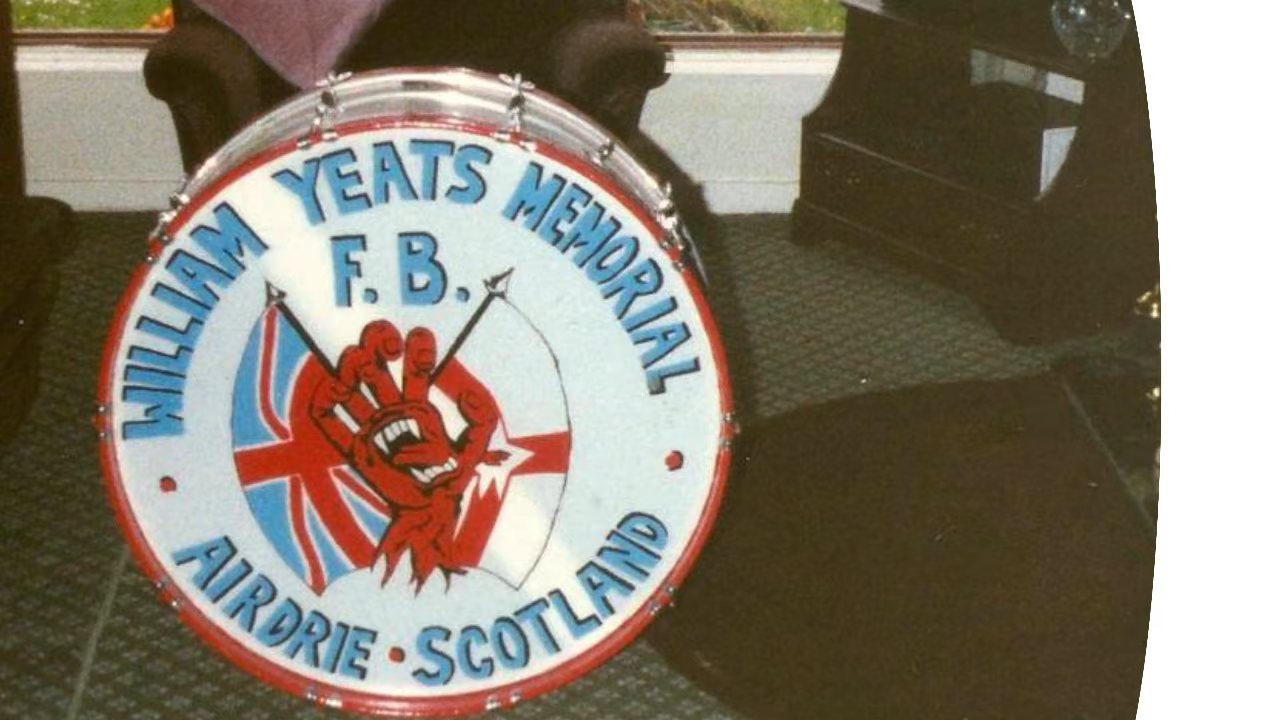 WILLIAM YEATS MEMORIAL
F. B.
AIRDRIE • SCOTLAND